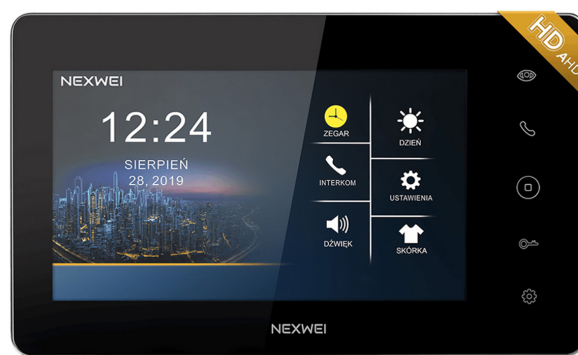 HD AHD
NEXWEI
12:24
SIERPIEŃ
28, 2019
ZEGAR
DZIEŃ
INTERKOM
USTAWIENIA
DŹWIĘK
SKÓRKA
NEXWEI